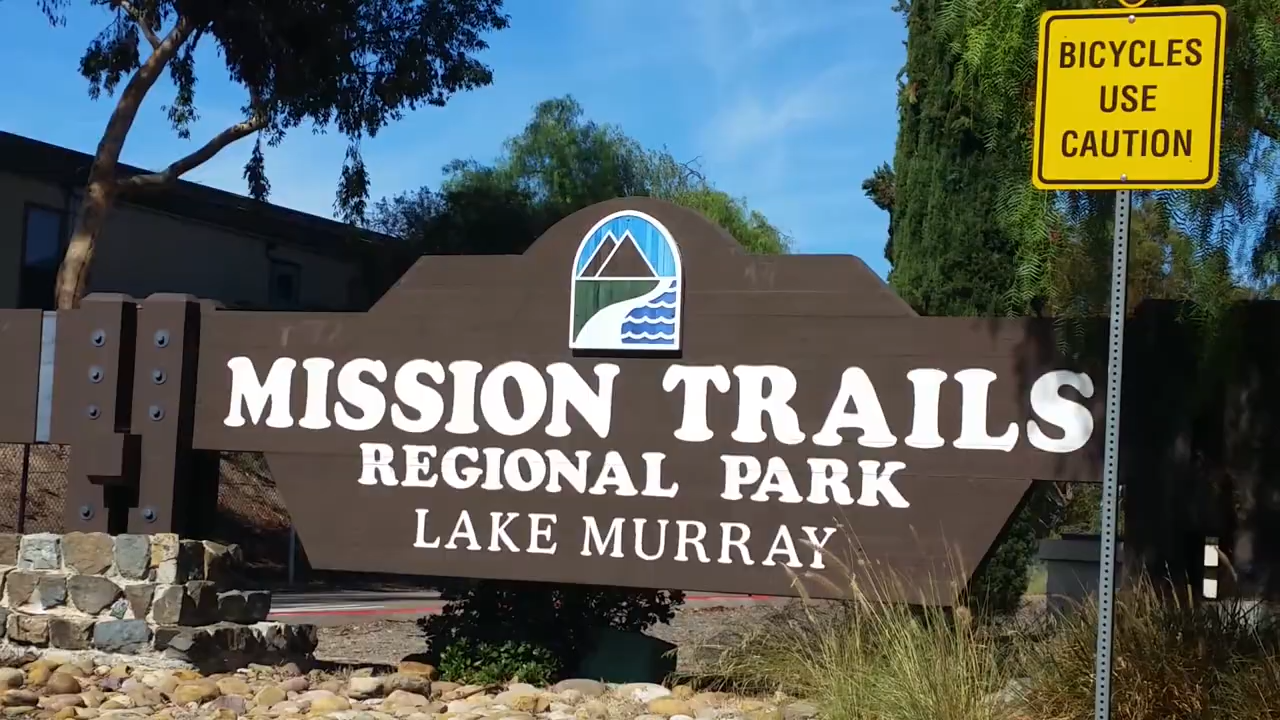 MISSION TRAILS
REGIONAL PARK
LAKE MURRAY
BICYCLES
USE
CAUTION